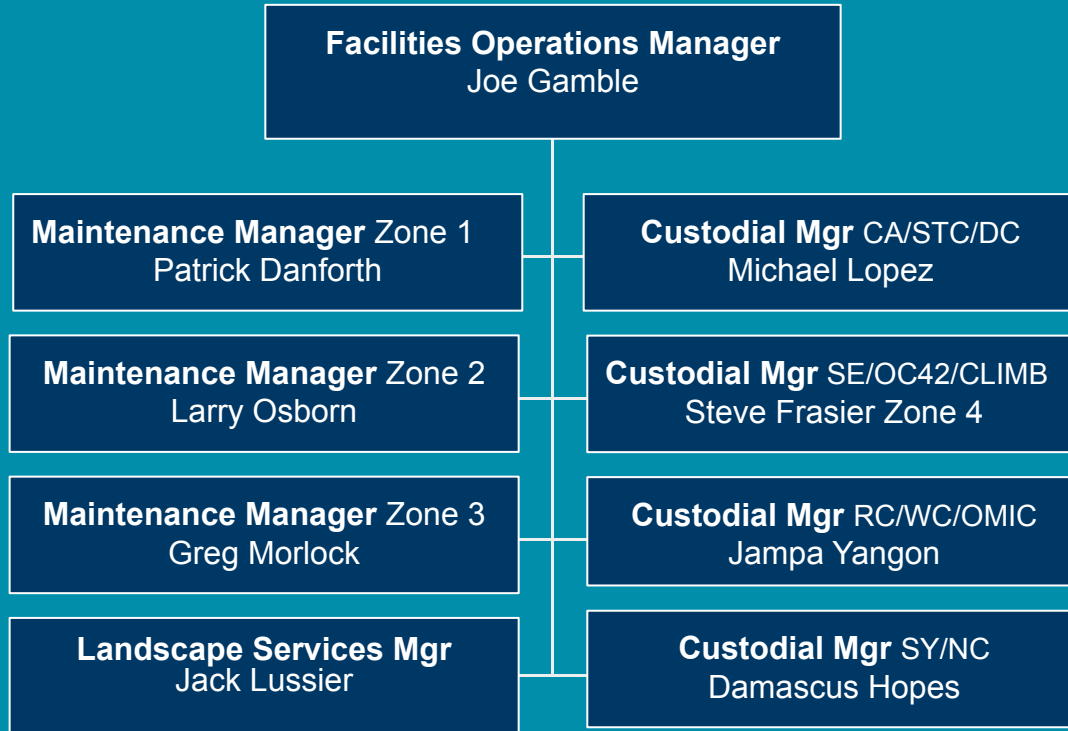 Facilities Operations Manager
Joe Gamble
Maintenance Manager Zone 1
Patrick Danforth
Custodial Mgr CA/STC/DC
Michael Lopez
Maintenance Manager Zone 2
Larry Osborn
Custodial Mgr SE/OC42/CLIMB
Steve Frasier Zone 4
Maintenance Manager Zone 3
Greg Morlock
Custodial Mgr RC/WC/OMIC
Jampa Yangon
Landscape Services Mgr
Jack Lussier
Custodial Mgr SY/NC
Damascus Hopes